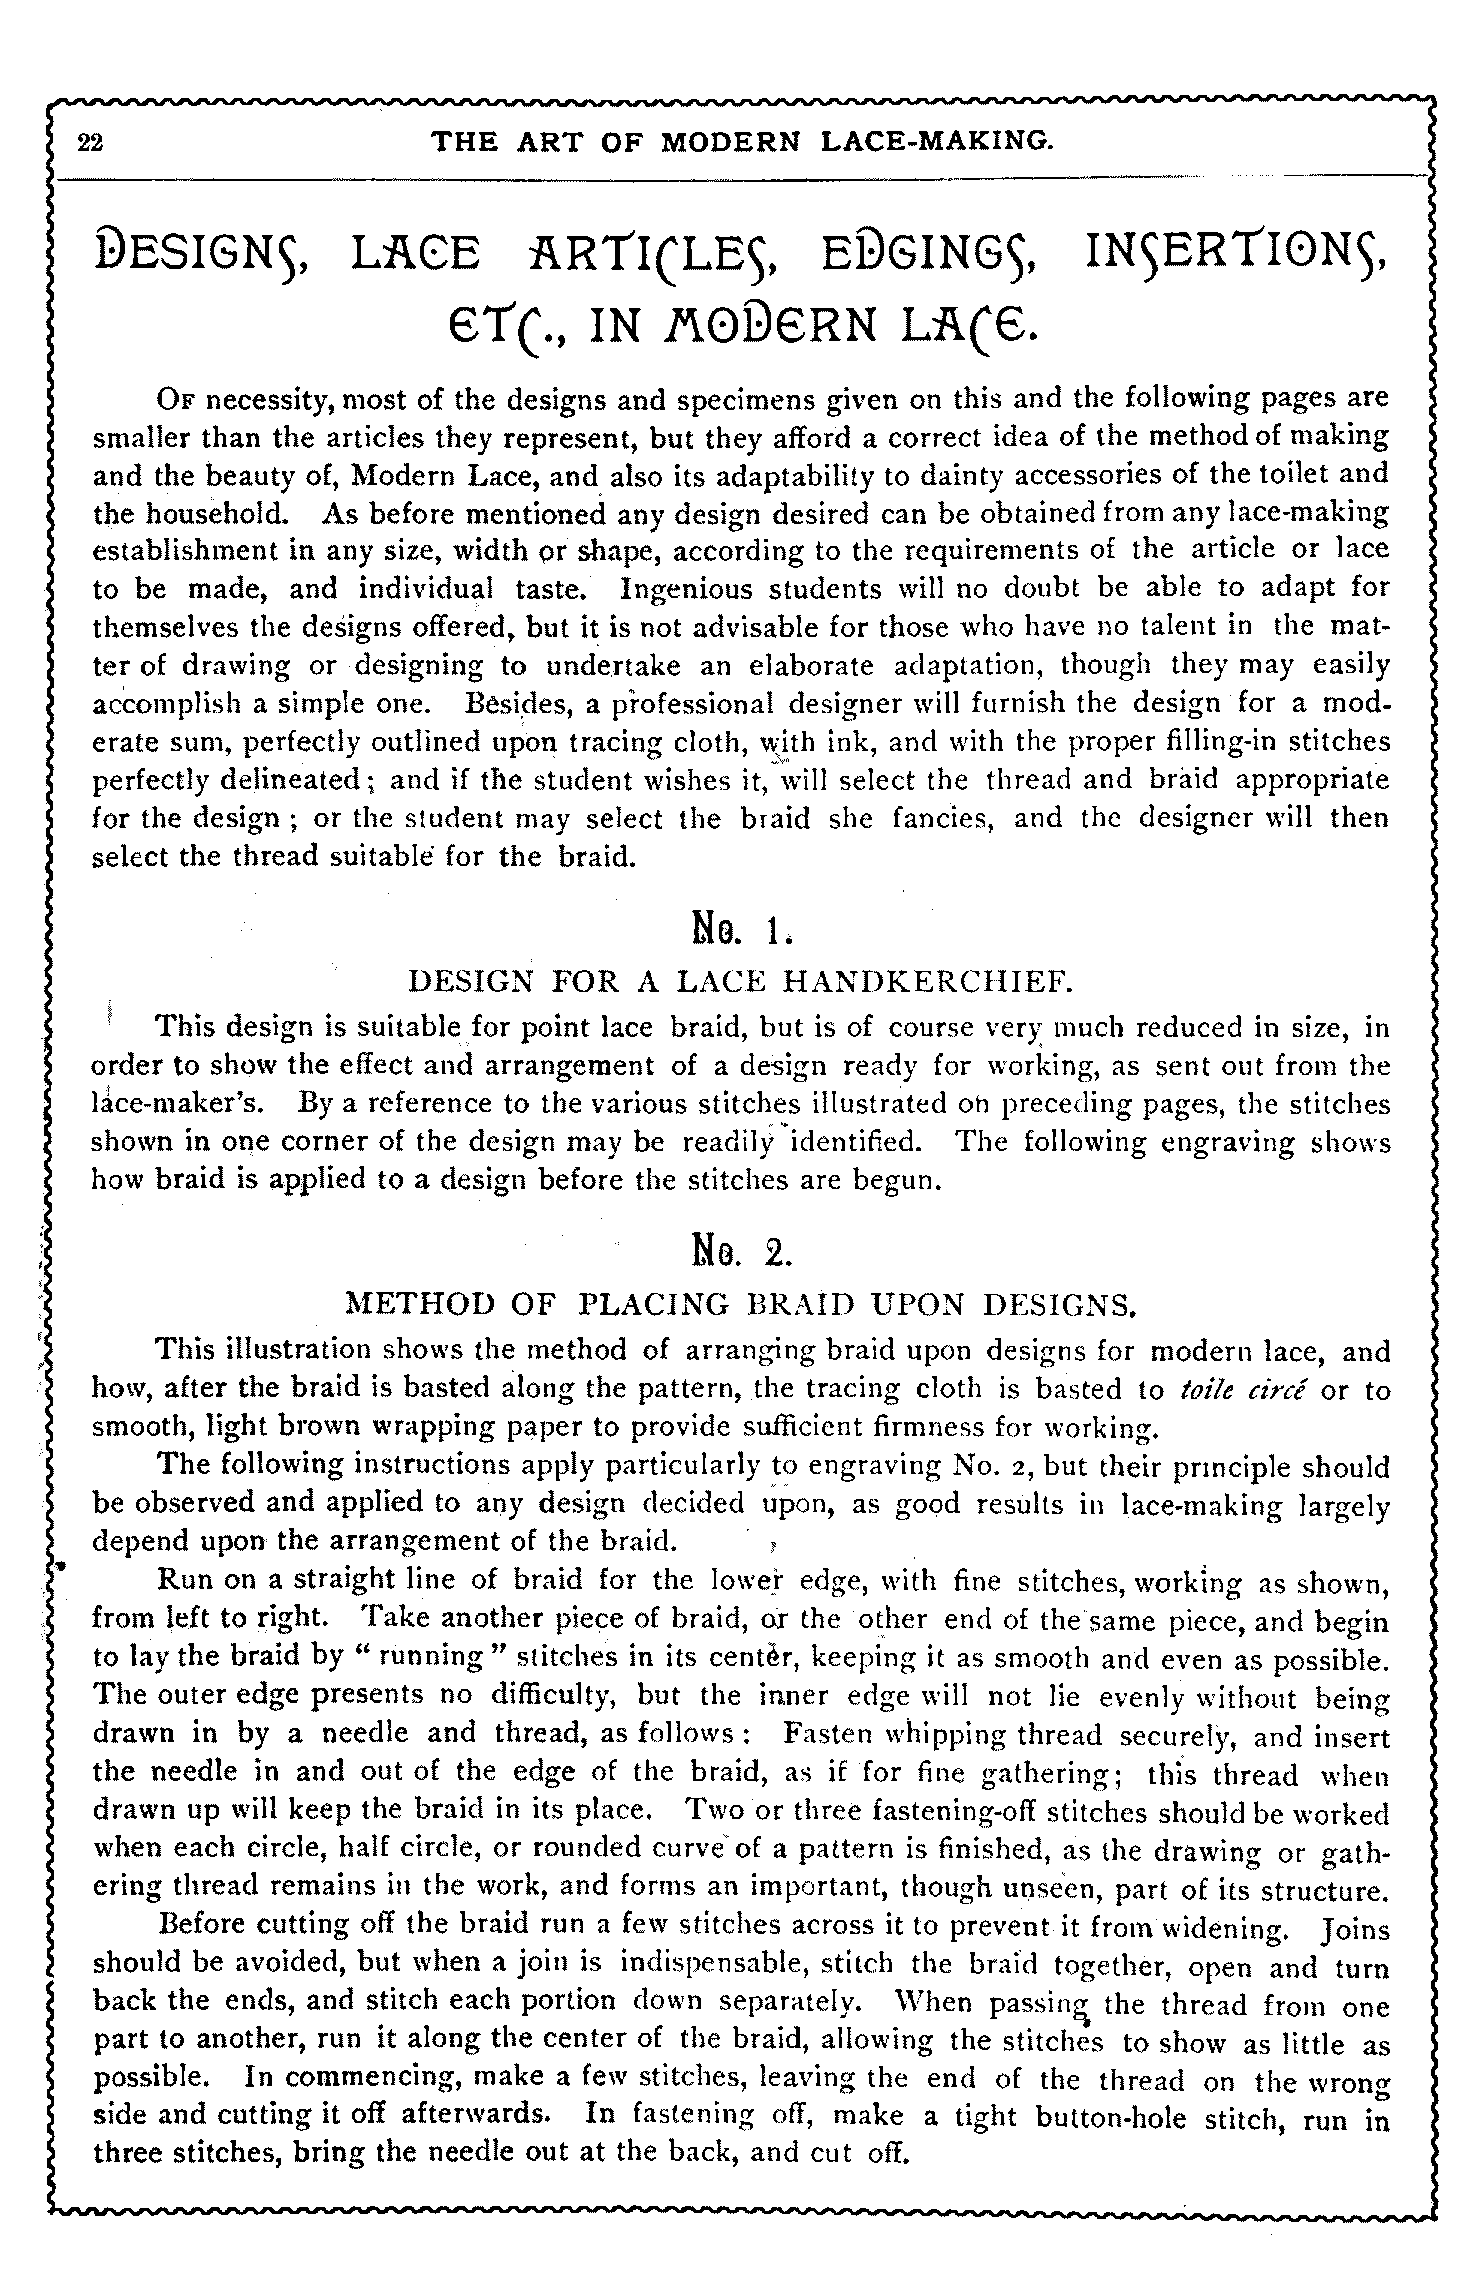 22
THE ART OF MODERN LACE-MAKING.
DESIGNS, LACE ARTICLES, EDGINGS, INSERTIONS,
ETC., IN MODERN LACE.
OF necessity, most of the designs and specimens given on this and the following pages are
smaller than the articles they represent, but they afford a correct idea of the method of making
and the beauty of, Modern Lace, and also its adaptability to dainty accessories of the toilet and
the household. As before mentioned any design desired can be obtained from any lace-making
establishment in any size, width or shape, according to the requirements of the article or lace
to be made, and individual taste. Ingenious students will no doubt be able to adapt for
themselves the designs offered, but it is not advisable for those who have no talent in the mat-
ter of drawing or designing to undertake an elaborate adaptation, though they may easily
accomplish a simple one. Besides, a professional designer will furnish the design for a mod-
erate sum, perfectly outlined upon tracing cloth, with ink, and with the proper filling-in stitches
perfectly delineated; and if the student wishes it, will select the thread and braid appropriate
for the design ; or the student may select the braid she fancies, and the designer will then
select the thread suitable for the braid.
No. 1.
DESIGN FOR A LACE HANDKERCHIEF.
This design is suitable for point lace braid, but is of course very much reduced in size, in
order to show the effect and arrangement of a design ready for working, as sent out from the
lace-maker's. By a reference to the various stitches illustrated on preceding pages, the stitches
shown in one corner of the design may be readily identified. The following engraving shows
how braid is applied to a design before the stitches are begun.
No. 2.
METHOD OF PLACING BRAID UPON DESIGNS.
This illustration shows the method of arranging braid upon designs for modern lace, and
how, after the braid is basted along the pattern, the tracing cloth is basted to toile circé or to
smooth, light brown wrapping paper to provide sufficient firmness for working.
The following instructions apply particularly to engraving No. 2, but their principle should
be observed and applied to any design decided upon, as good results in lace-making largely
depend upon the arrangement of the braid.
Run on a straight line of braid for the lower edge, with fine stitches, working as shown,
from left to right. Take another piece of braid, or the other end of the same piece, and begin
to lay the braid by " running " stitches in its center, keeping it as smooth and even as possible.
The outer edge presents no difficulty, but the inner edge will not lie evenly without being
drawn in by a needle and thread, as follows : Fasten whipping thread securely, and insert
the needle in and out of the edge of the braid, as if for fine gathering; this thread when
drawn up will keep the braid in its place. Two or three fastening-off stitches should be worked
when each circle, half circle, or rounded curve of a pattern is finished, as the drawing or gath-
ering thread remains in the work, and forms an important, though unseen, part of its structure.
Before cutting off the braid run a few stitches across it to prevent it from widening. Joins
should be avoided, but when a join is indispensable, stitch the braid together, open and turn
back the ends, and stitch each portion down separately. When passing the thread from one
part to another, run it along the center of the braid, allowing the stitches to show as little as
possible. In commencing, make a few stitches, leaving the end of the thread on the wrong
side and cutting it off afterwards. In fastening off, make a tight button-hole stitch, run in
three stitches, bring the needle out at the back, and cut off.